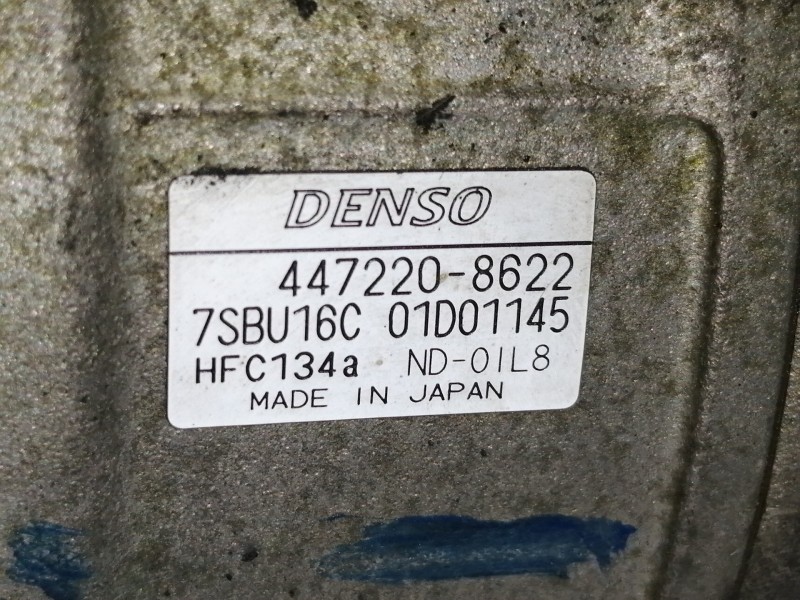 DENSO
447220-8622
7SBU16C 01D01145
HFC134a ND-OIL8
MADE IN JAPAN